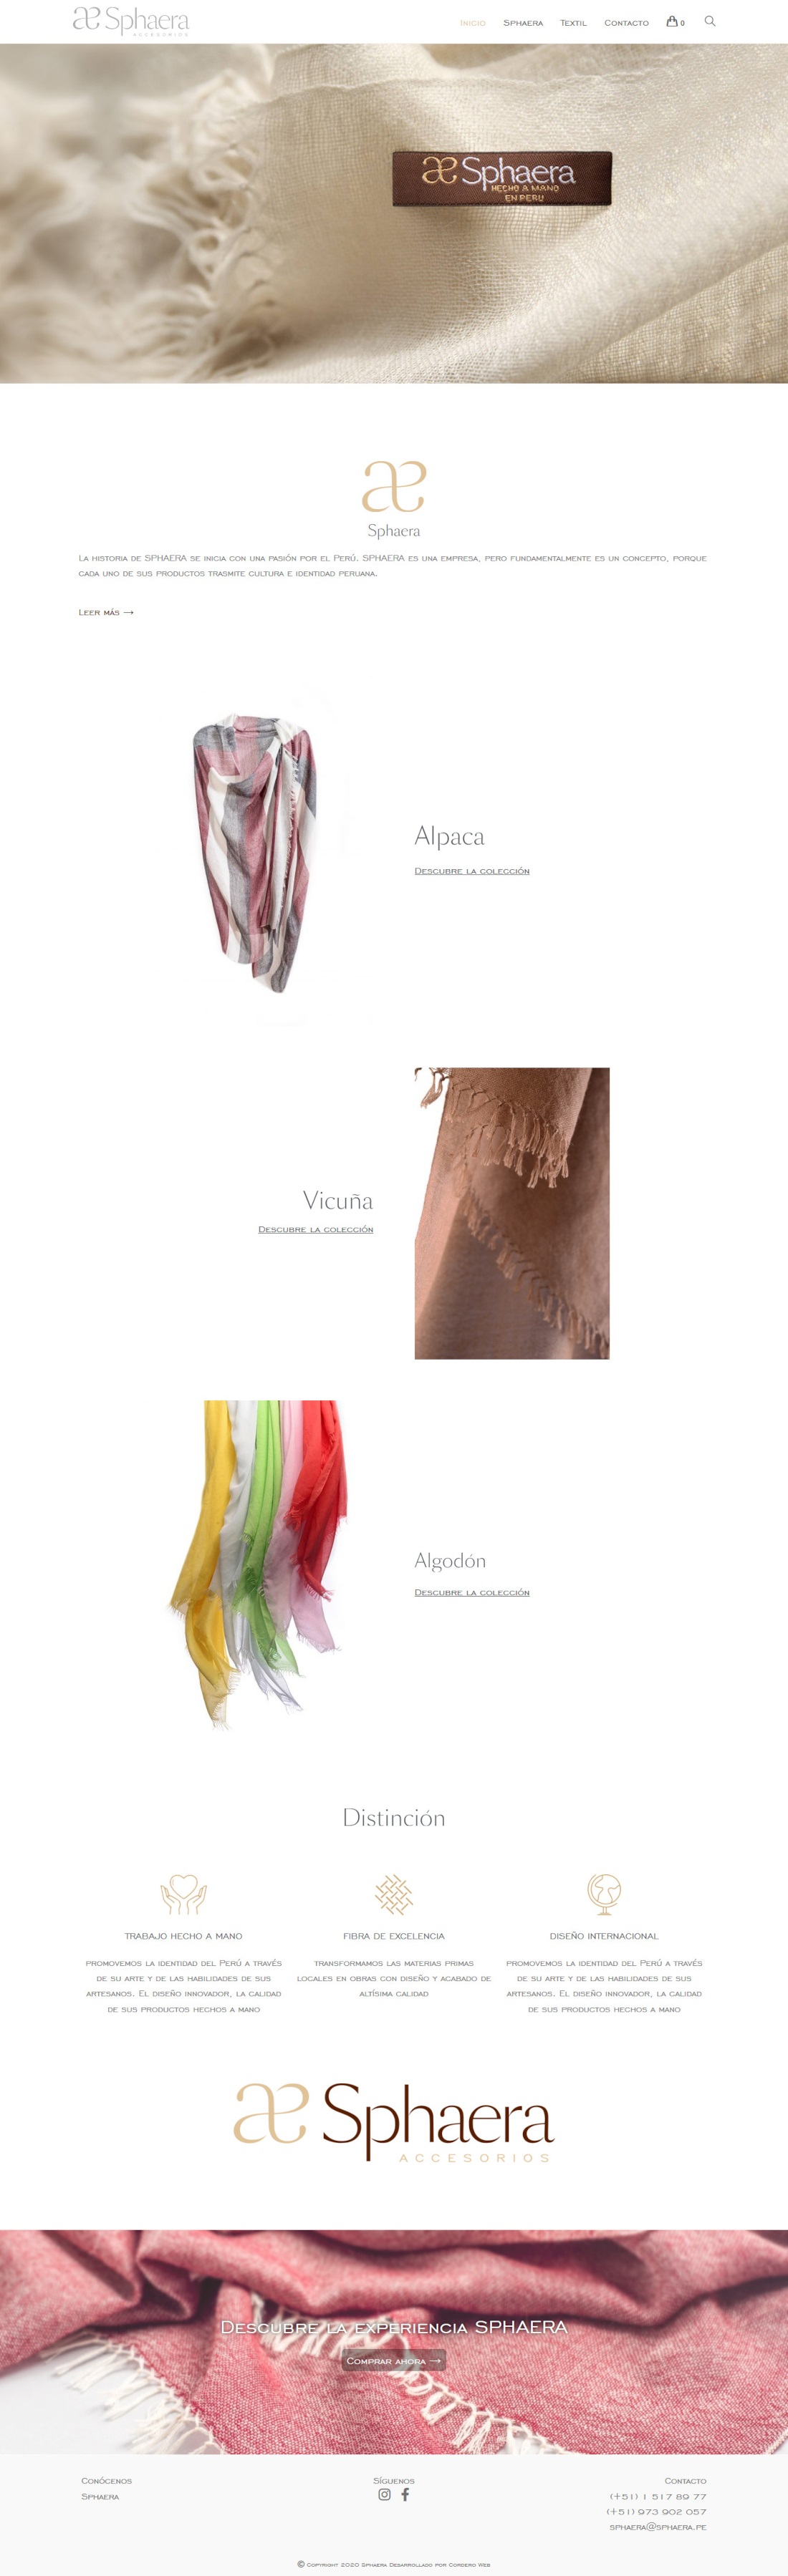 æ Sphaera
ACCESORIOS
Inicio Sphaera Textil Contacto 0
æ Sphaera
HECHO A MANO
EN PERU
æ
Sphaera
La historia de SPHAERA se inicia con una pasión por el Perú. SPHAERA es una empresa, pero fundamentalmente es un concepto, porque
cada uno de sus productos trasmite cultura e identidad peruana.
Leer más →
Alpaca
Descubre la colección
Vicuña
Descubre la colección
Algodón
Descubre la colección
Distinción
TRABAJO HECHO A MANO
promovemos la identidad del Perú a través
de su arte y de las habilidades de sus
artesanos. El diseño innovador, la calidad
de sus productos hechos a mano
FIBRA DE EXCELENCIA
transformamos las materias primas
locales en obras con diseño y acabado de
altísima calidad
DISEÑO INTERNACIONAL
promovemos la identidad del Perú a través
de su arte y de las habilidades de sus
artesanos. El diseño innovador, la calidad
de sus productos hechos a mano
æ Sphaera
ACCESORIOS
Descubre la experiencia SPHAERA
Comprar ahora →
Conócenos
Sphaera
Síguenos
Contacto
(+51) 1 517 89 77
(+51) 973 902 057
sphaera@sphaera.pe
© Copyright 2020 Sphaera Desarrollado por Cordero Web